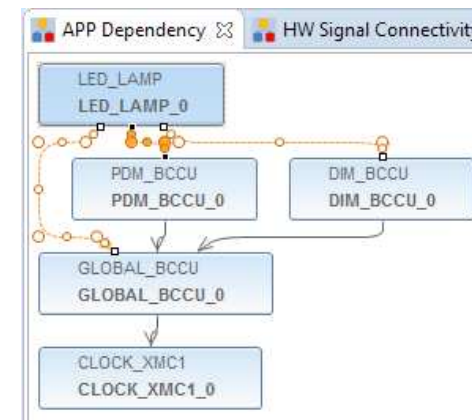 APP Dependency
HW Signal Connectivity
LED_LAMP
LED_LAMP_0
PDM_BCCU
PDM_BCCU_0
DIM_BCCU
DIM_BCCU_0
GLOBAL_BCCU
GLOBAL_BCCU_0
CLOCK_XMC1
CLOCK_XMC1_0